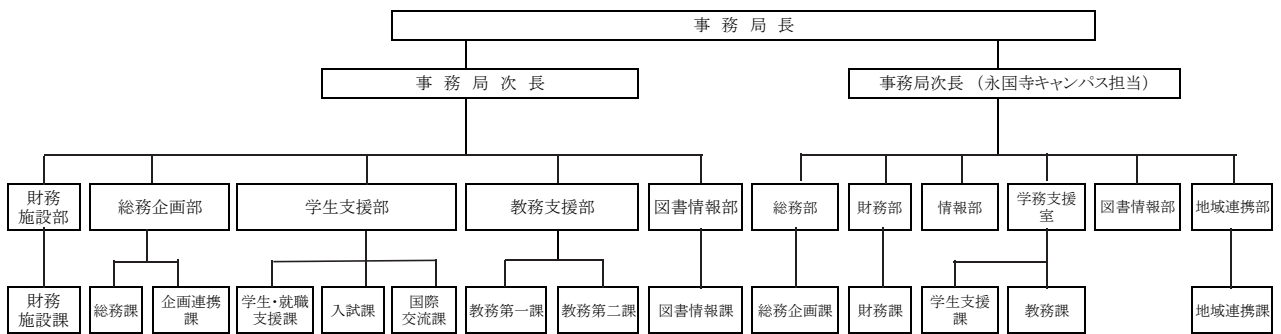 事 務 局 長
事 務 局 次 長
事務局次長 （永国寺キャンパス担当）
財務
施設部
総務企画部
学生支援部
教務支援部
図書情報部
総務部
財務部
情報部
学務支援
室
図書情報部
地域連携部
財務
施設課
総務課
企画連携
課
学生・就職
支援課
入試課
国際
交流課
教務第一課
教務第二課
図書情報課
総務企画課
財務課
学生支援
課
教務課
地域連携課